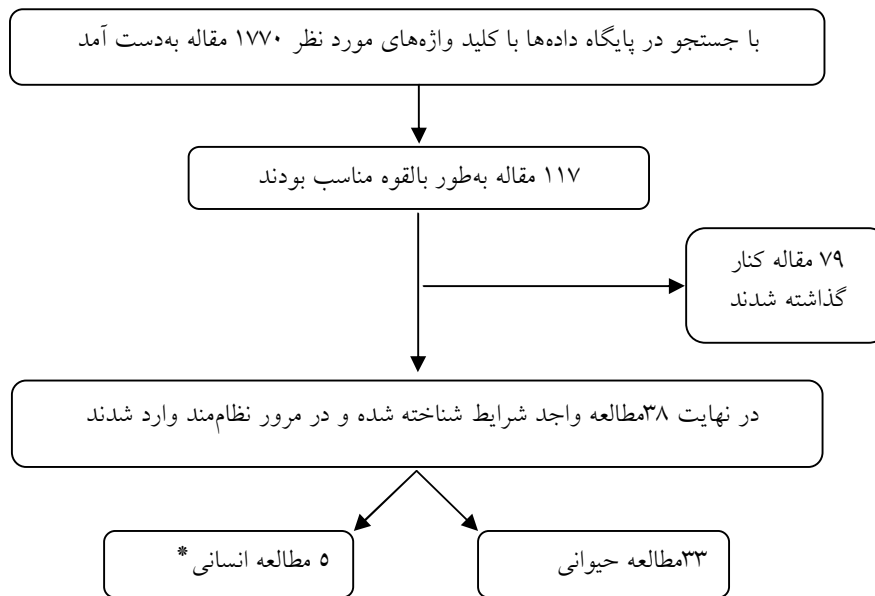 با جستجو در پایگاه داده‌ها با کلید واژه‌های مورد نظر ۱۷۷۰ مقاله به‌دست آمد
۱۱۷ مقاله به‌طور بالقوه مناسب بودند
۷۹ مقاله کنار
گذاشته شدند
در نهایت ۳۸مطالعه واجد شرایط شناخته شده و در مرور نظام‌مند وارد شدند
۳۳مطالعه حیوانی
۵ مطالعه انسانی*